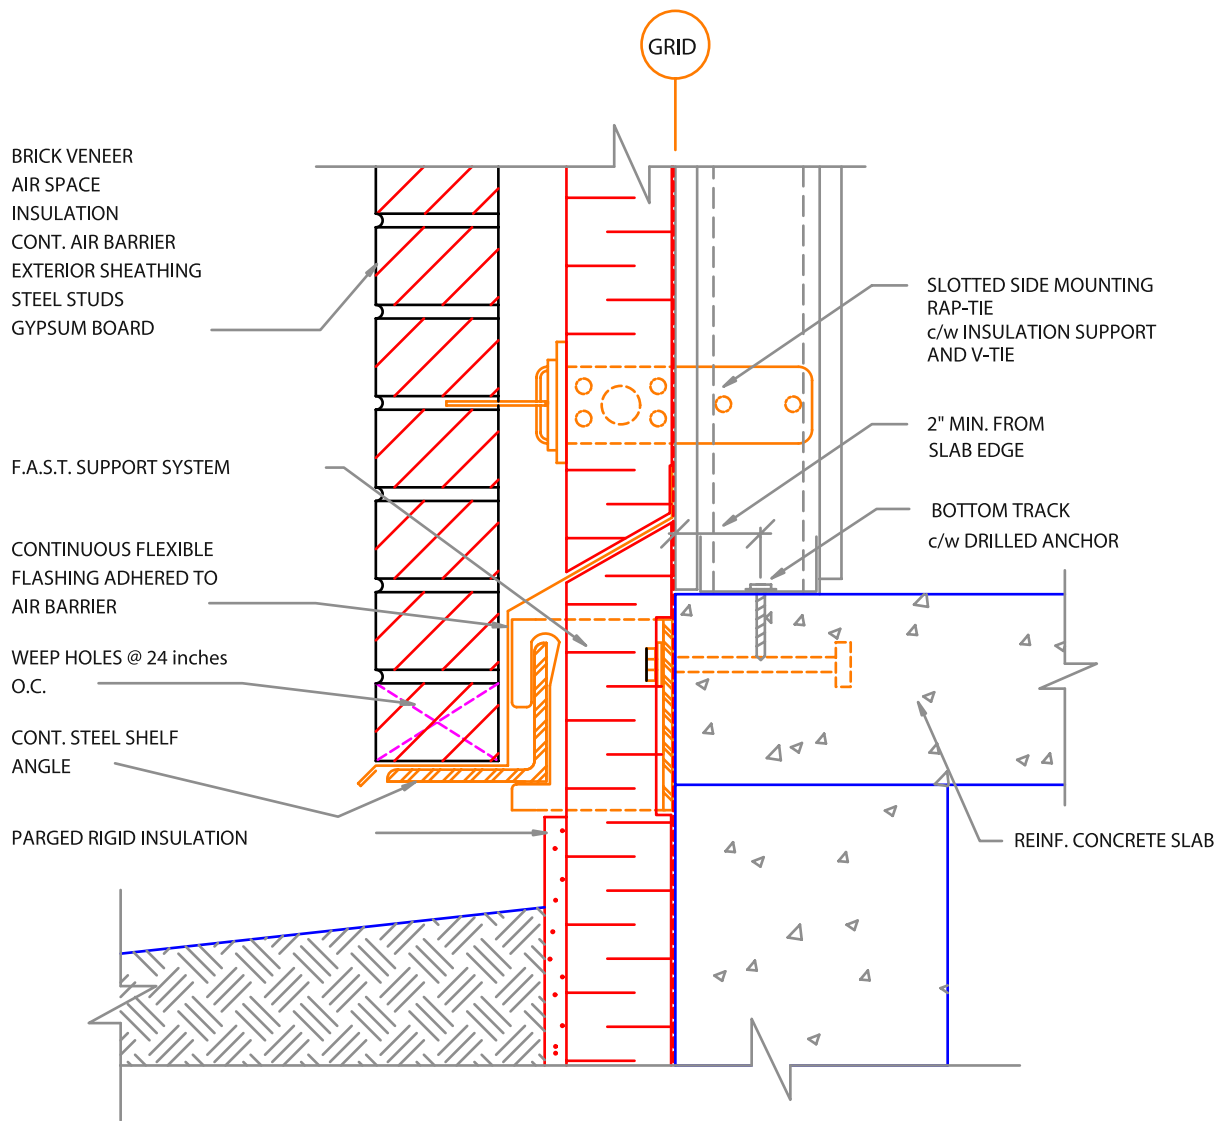 GRID
BRICK VENEER
AIR SPACE
INSULATION
CONT. AIR BARRIER
EXTERIOR SHEATHING
STEEL STUDS
GYPSUM BOARD
SLOTTED SIDE MOUNTING
RAP-TIE
c/w INSULATION SUPPORT
AND V-TIE
2" MIN. FROM
SLAB EDGE
F.A.S.T. SUPPORT SYSTEM
BOTTOM TRACK
c/w DRILLED ANCHOR
CONTINUOUS FLEXIBLE
FLASHING ADHERED TO
AIR BARRIER
WEEP HOLES @ 24 inches
O.C.
CONT. STEEL SHELF
ANGLE
PARGED RIGID INSULATION
REINF. CONCRETE SLAB